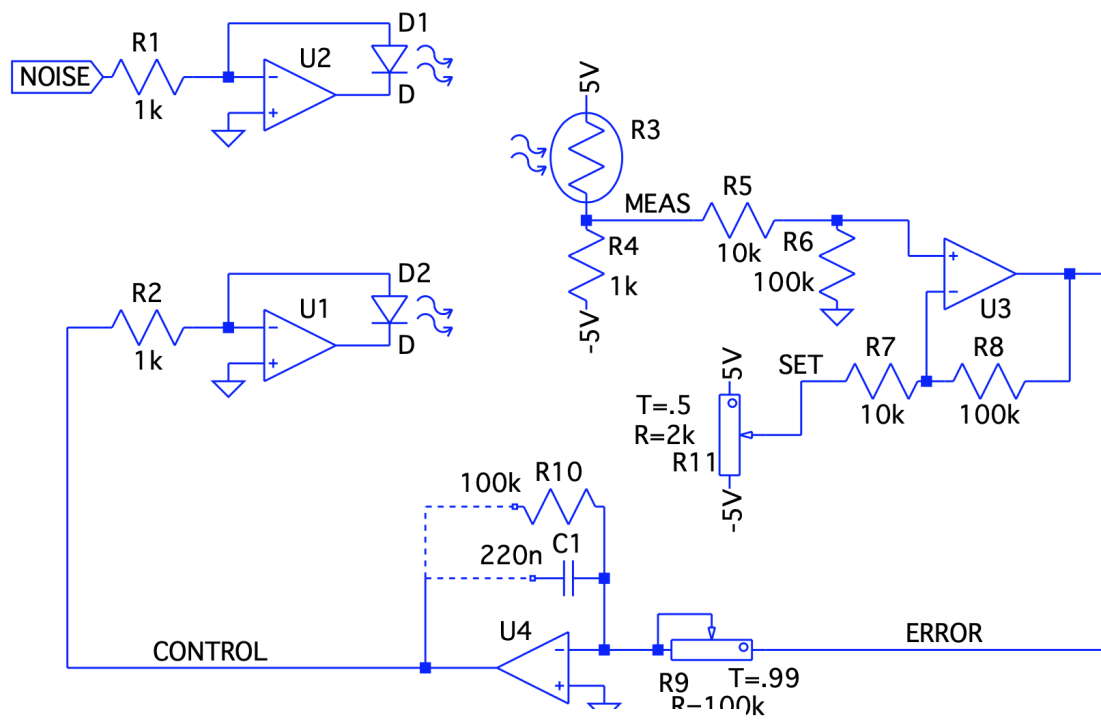 D1
R1
U2
NOISE
1k
D
5V
R3
MEAS
R5
R6
R4
10k
100k
1k
-5V
U3
D2
R2
U1
1k
D
SET
R7
R8
10k
100k
5V
T=.5
R=2k
R11
-5V
100k
R10
220n
C1
U4
CONTROL
ERROR
R9
T=.99
R=100k